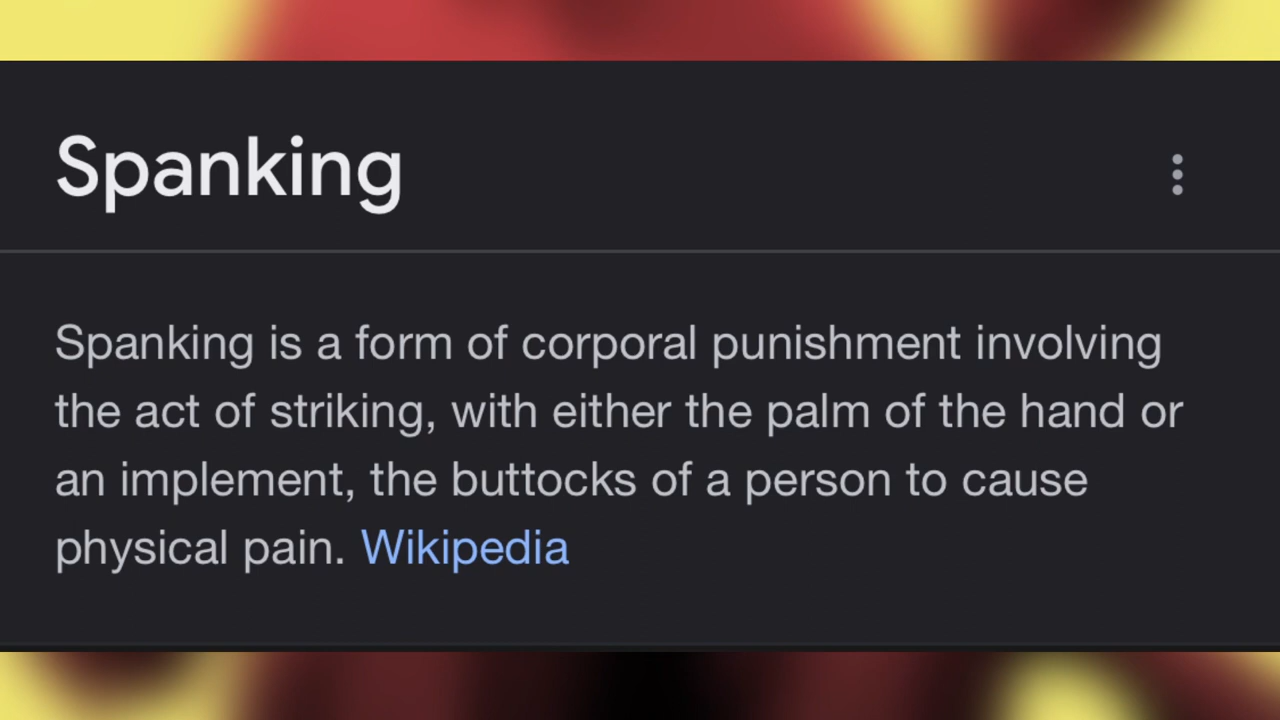 Spanking
Spanking is a form of corporal punishment involving
the act of striking, with either the palm of the hand or
an implement, the buttocks of a person to cause
physical pain. Wikipedia